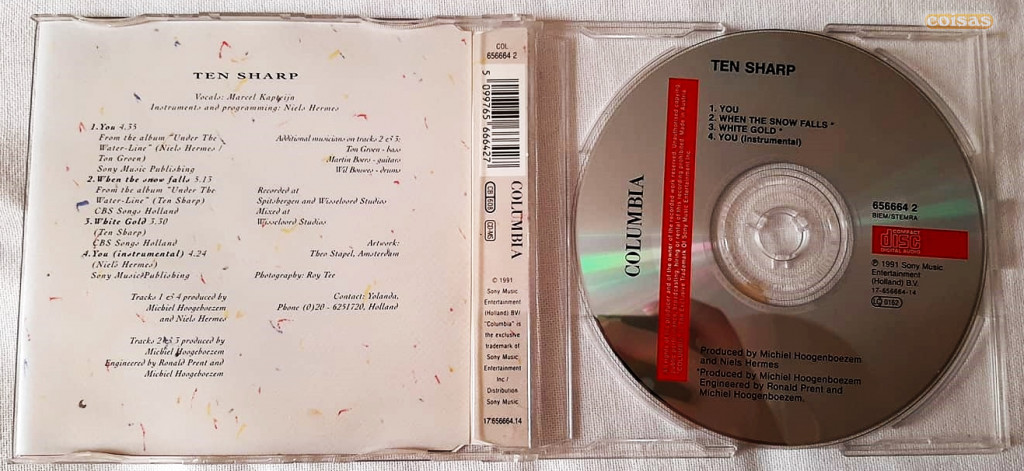 coisas
TEN SHARP
Vocals: Marcel Kapteijn
Instruments and programming: Niels Hermes
1.You 4.35
From the album "Under The
Water-Line" (Niels Hermes /
Ton Groen)
Sony Music Publishing
2.When the snow falls 5.13
From the album "Under The
Water-Line" (Ten Sharp)
CBS Songs Holland
3.White Gold 3.30
(Ten Sharp)
CBS Songs Holland
4.You (instrumental) 4.24
(Niels Hermes)
Sony Music Publishing
Tracks 1 & 4 produced by
Michiel Hoogenboezem
and Niels Hermes
Tracks 2 & 3 produced by
Michiel Hoogeboezem
Engineered by Ronald Prent and
Michiel Hoogeboezem
Additional musicians on tracks 2 & 3:
Ton Groen - bass
Martin Boers - guitars
Wil Bouwes - drums
Recorded at
Spitsbergen and Wisseloord Studios
Mixed at
Wisseloord Studios
Artwork:
Theo Stapel, Amsterdam
Photography: Roy Tee
Contact: Yolanda,
Phone (0)20 - 6251720, Holland
COL
656664 2
5 099765 666427
COLUMBIA
© 1991
Sony Music
Entertainment
(Holland) BV/
"Columbia" is
the exclusive
trademark of
Sony Music
Entertainment
Inc /
Distribution
Sony Music
17 656664.14
TEN SHARP
1. YOU
2. WHEN THE SNOW FALLS *
3. WHITE GOLD *
4. YOU (Instrumental)
COLUMBIA
656664 2
BIEM/STEMRA
COMPACT
disc
DIGITAL AUDIO
℗ 1991 Sony Music
Entertainment
(Holland) B.V.
17-656664-14
LC 0162
Produced by Michiel Hoogenboezem
and Niels Hermes
*Produced by Michiel Hoogenboezem
Engineered by Ronald Prent and
Michiel Hoogenboezem.